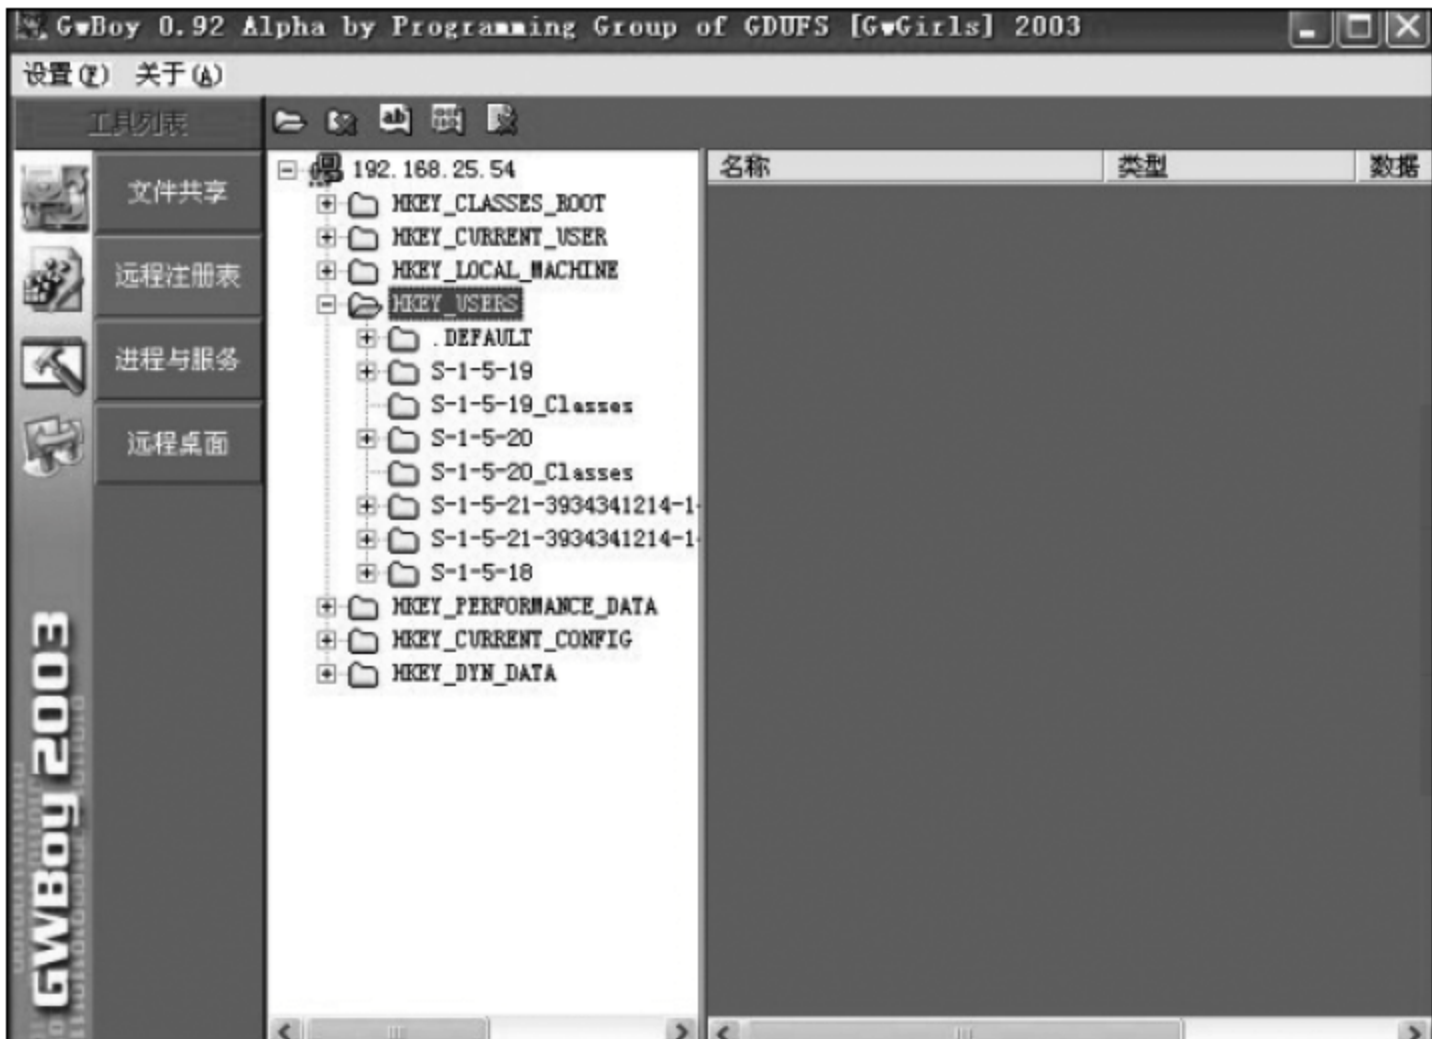 GwBoy 0.92 Alpha by Programming Group of GDUFS [GwGirls] 2003
设置(F) 关于(A)
工具列表
文件共享
远程注册表
进程与服务
远程桌面
GWBoy 2003
192.168.25.54
HKEY_CLASSES_ROOT
HKEY_CURRENT_USER
HKEY_LOCAL_MACHINE
HKEY_USERS
.DEFAULT
S-1-5-19
S-1-5-19_Classes
S-1-5-20
S-1-5-20_Classes
S-1-5-21-3934341214-1-
S-1-5-21-3934341214-1-
S-1-5-18
HKEY_PERFORMANCE_DATA
HKEY_CURRENT_CONFIG
HKEY_DYN_DATA
名称 类型 数据